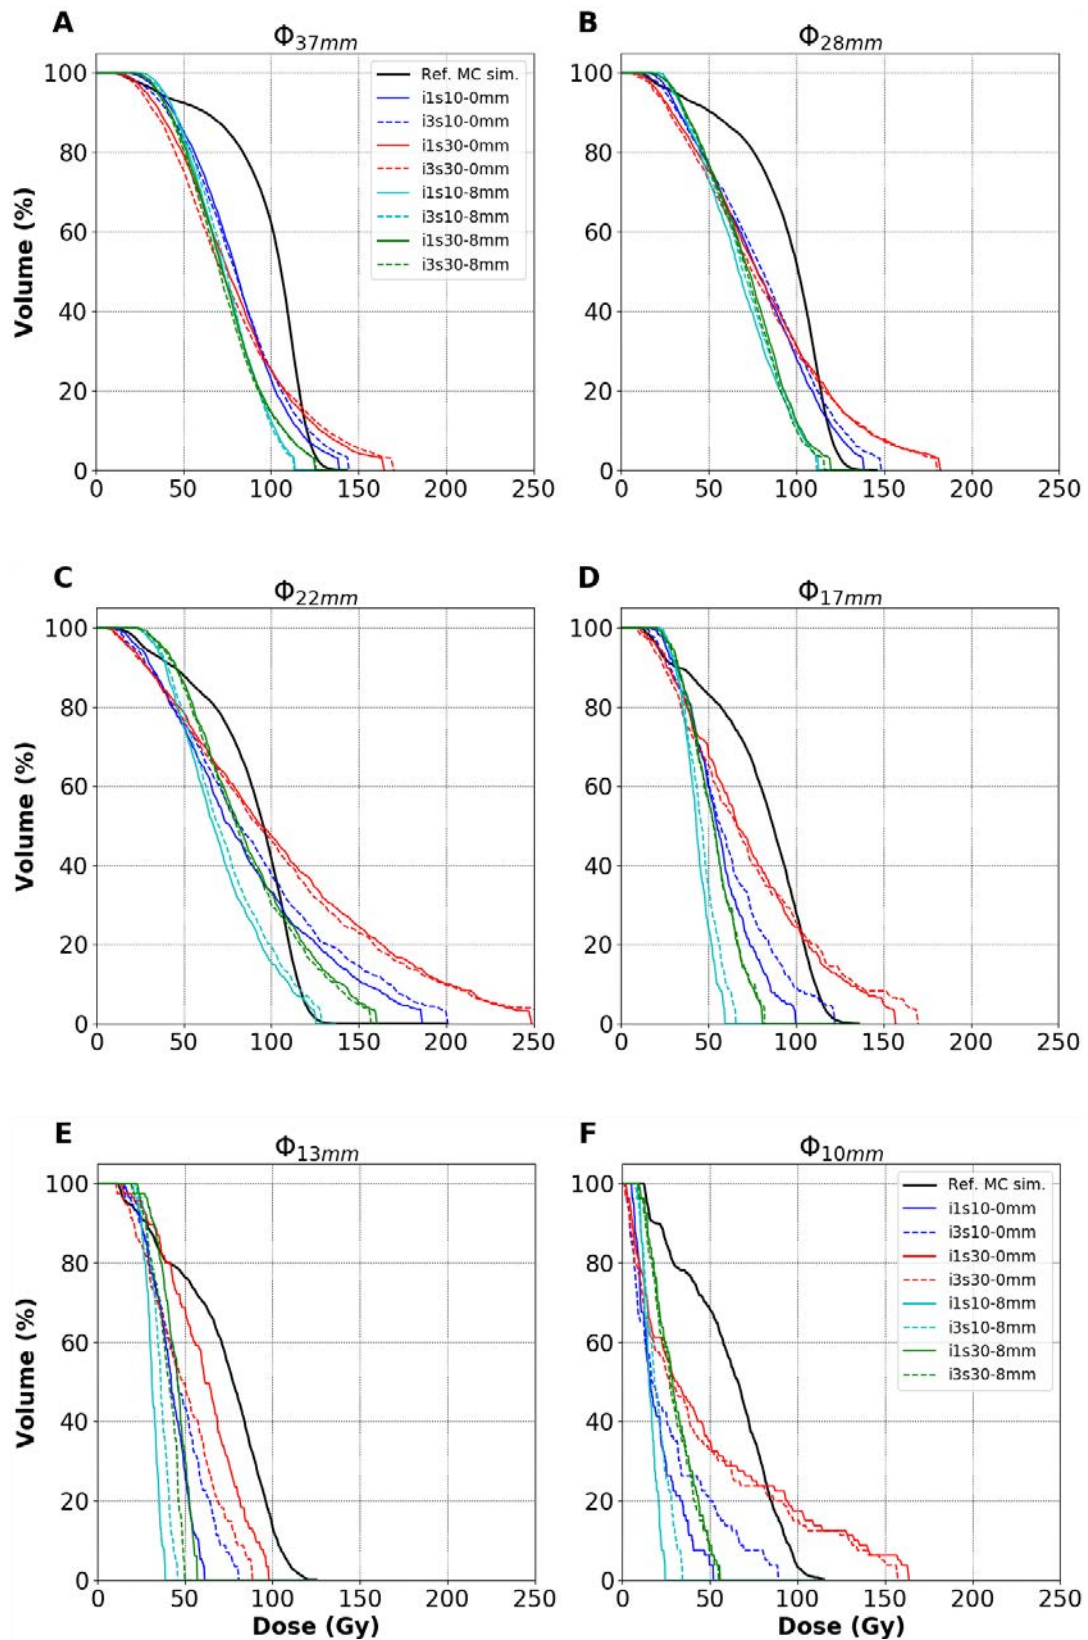 A
Φ37mm
B
Φ28mm
Volume (%)
100
80
60
40
20
0
0 50 100 150 200 250
Ref. MC sim.
i1s10-0mm
i3s10-0mm
i1s30-0mm
i3s30-0mm
i1s10-8mm
i3s10-8mm
i1s30-8mm
i3s30-8mm
100
80
60
40
20
0
0 50 100 150 200 250
C
Φ22mm
D
Φ17mm
Volume (%)
100
80
60
40
20
0
0 50 100 150 200 250
100
80
60
40
20
0
0 50 100 150 200 250
E
Φ13mm
F
Φ10mm
Volume (%)
100
80
60
40
20
0
0 50 100 150 200 250
Dose (Gy)
100
80
60
40
20
0
Ref. MC sim.
i1s10-0mm
i3s10-0mm
i1s30-0mm
i3s30-0mm
i1s10-8mm
i3s10-8mm
i1s30-8mm
i3s30-8mm
0 50 100 150 200 250
Dose (Gy)